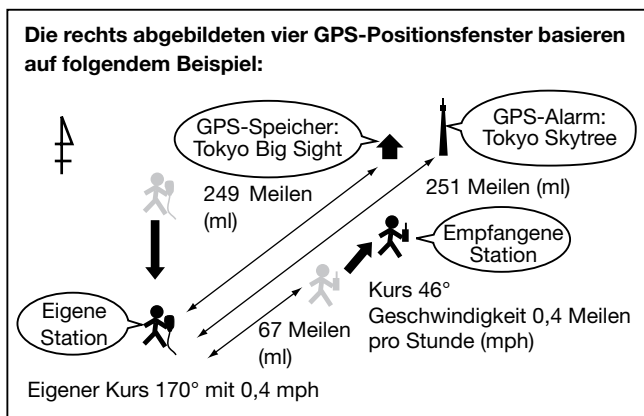 Die rechts abgebildeten vier GPS-Positionsfenster basieren
auf folgendem Beispiel:
GPS-Speicher:
Tokyo Big Sight
GPS-Alarm:
Tokyo Skytree
249 Meilen
(ml)
251 Meilen (ml)
Empfangene
Station
Eigene
Station
67 Meilen
(ml)
Kurs 46°
Geschwindigkeit 0,4 Meilen
pro Stunde (mph)
Eigener Kurs 170° mit 0,4 mph